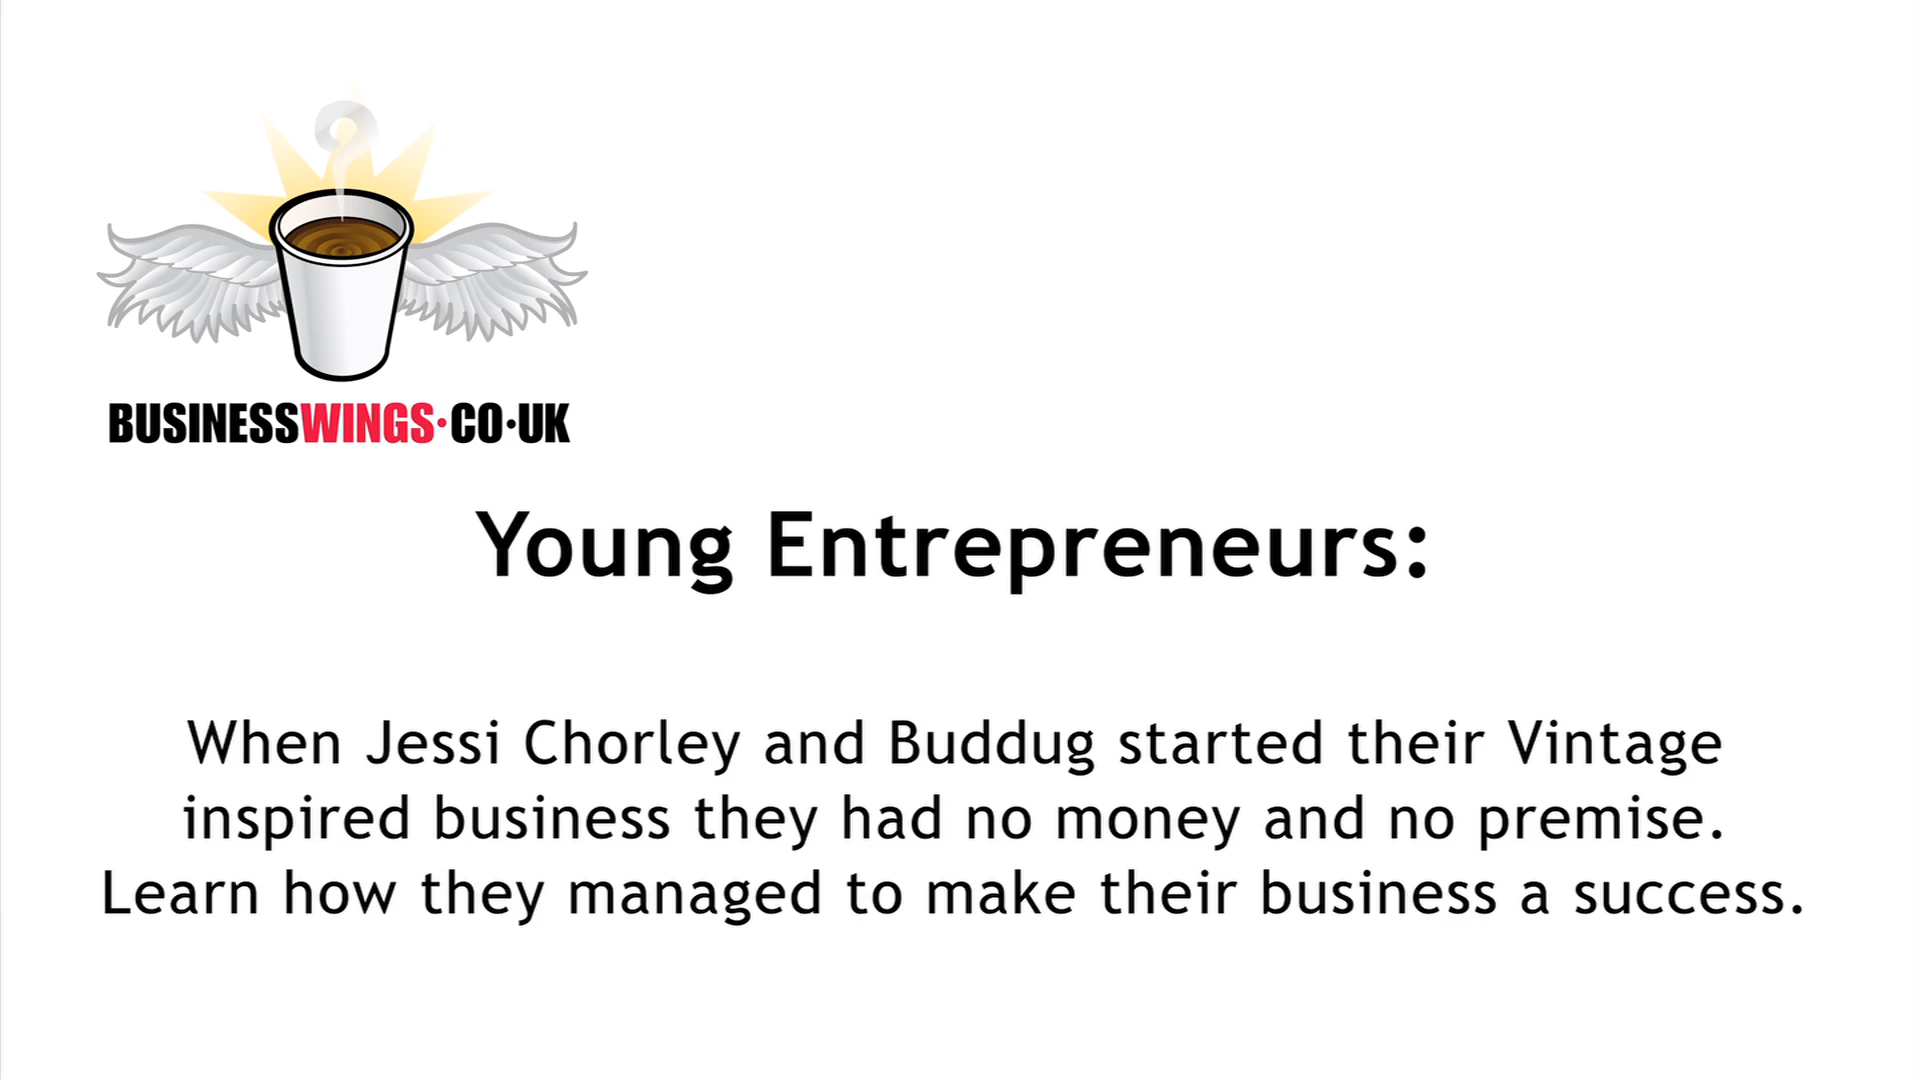 BUSINESSWINGS·CO·UK
Young Entrepreneurs:
When Jessi Chorley and Buddug started their Vintage
inspired business they had no money and no premise.
Learn how they managed to make their business a success.